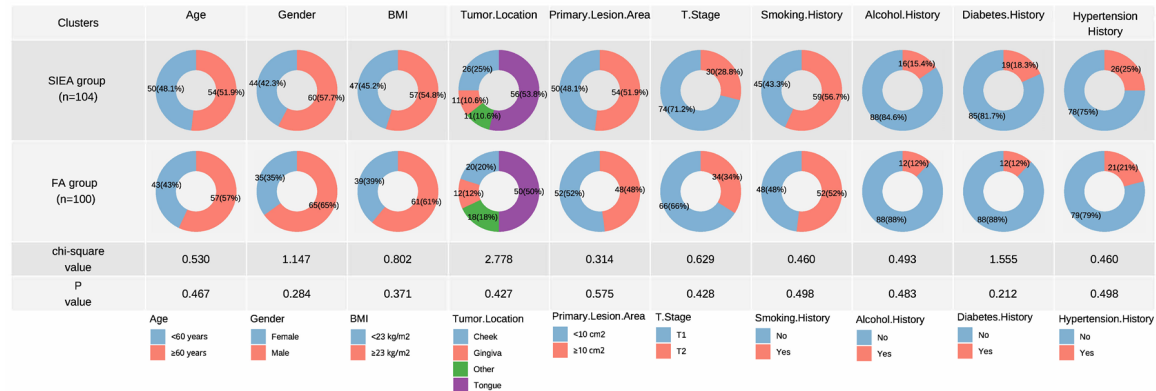 Clusters Age Gender BMI Tumor.Location Primary.Lesion.Area T.Stage Smoking.History Alcohol.History Diabetes.History Hypertension
History
SIEA group
(n=104)
50(48.1%) 54(51.9%)
44(42.3%) 60(57.7%)
47(45.2%) 57(54.8%)
26(25%) 56(53.8%) 11(10.6%) 11(10.6%)
50(48.1%) 54(51.9%)
30(28.8%) 74(71.2%)
45(43.3%) 59(56.7%)
16(15.4%) 88(84.6%)
19(18.3%) 85(81.7%)
26(25%) 78(75%)
FA group
(n=100)
43(43%) 57(57%)
35(35%) 65(65%)
39(39%) 61(61%)
20(20%) 50(50%) 12(12%) 18(18%)
52(52%) 48(48%)
34(34%) 66(66%)
48(48%) 52(52%)
12(12%) 88(88%)
12(12%) 88(88%)
21(21%) 79(79%)
chi-square
value
0.530 1.147 0.802 2.778 0.314 0.629 0.460 0.493 1.555 0.460
P
value
0.467 0.284 0.371 0.427 0.575 0.428 0.498 0.483 0.212 0.498
Age
<60 years
≥60 years
Gender
Female
Male
BMI
<23 kg/m2
≥23 kg/m2
Tumor.Location
Cheek
Gingiva
Other
Tongue
Primary.Lesion.Area
<10 cm2
≥10 cm2
T.Stage
T1
T2
Smoking.History
No
Yes
Alcohol.History
No
Yes
Diabetes.History
No
Yes
Hypertension.History
No
Yes